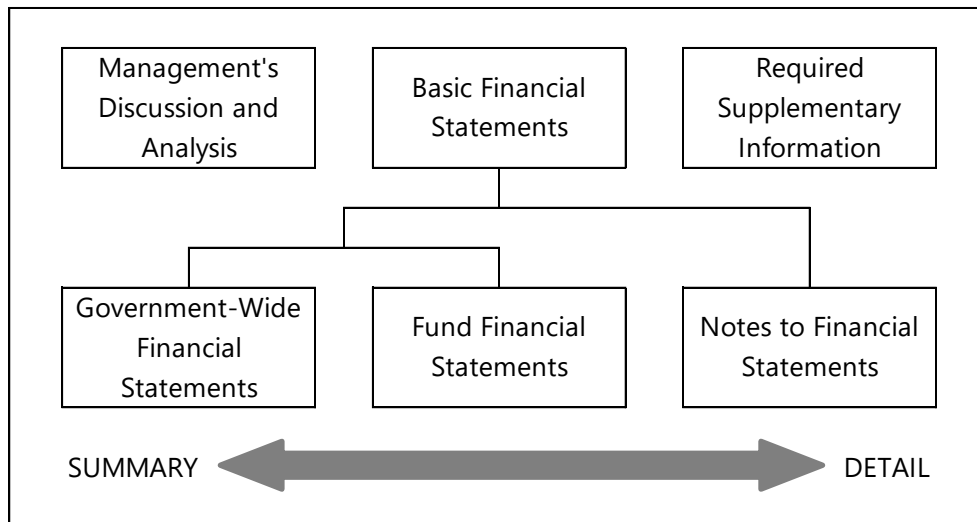 Management's
Discussion and
Analysis
Basic Financial
Statements
Required
Supplementary
Information
Government-Wide
Financial
Statements
Fund Financial
Statements
Notes to Financial
Statements
SUMMARY
DETAIL